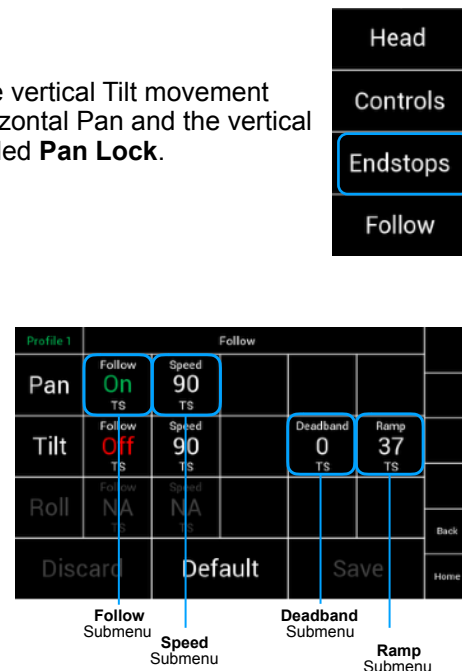 Head
e vertical Tilt movement
Controls
zontal Pan and the vertical
led Pan Lock.
Endstops
Follow
Profile 1 Follow
Pan Follow On TS Speed 90 TS
Tilt Follow Off TS Speed 90 TS Deadband 0 TS Ramp 37 TS
Roll Follow NA TS Speed NA TS
Back
Discard Default Save
Home
Follow
Submenu
Speed
Submenu
Deadband
Submenu
Ramp
Submenu